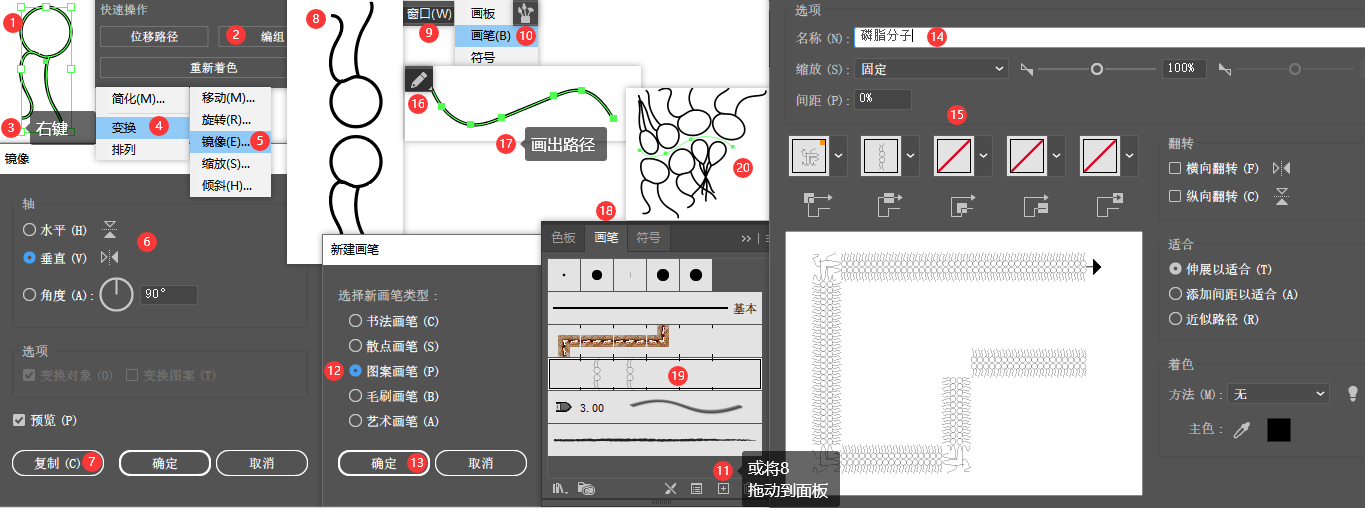 1
快速操作
位移路径
2
编组
重新着色
3
右键
简化(M)...
变换
4
排列
移动(M)...
旋转(R)...
镜像(E)...
5
缩放(S)...
倾斜(H)...
镜像
轴
水平 (H)
垂直 (V)
6
角度 (A):
90°
选项
变换对象 (O)
变换图案 (T)
预览 (P)
复制 (C)
7
确定
取消
8
窗口(W)
9
画板
画笔(B)
10
符号
16
17
画出路径
20
新建画笔
选择新画笔类型:
书法画笔 (C)
散点画笔 (S)
12
图案画笔 (P)
毛刷画笔 (B)
艺术画笔 (A)
确定
13
取消
18
色板
画笔
符号
基本
19
3.00
11
或将8
拖动到面板
选项
名称 (N):
磷脂分子
14
缩放 (S):
固定
100%
间距 (P):
0%
15
翻转
横向翻转 (F)
纵向翻转 (C)
适合
伸展以适合 (T)
添加间距以适合 (A)
近似路径 (R)
着色
方法 (M):
无
主色: